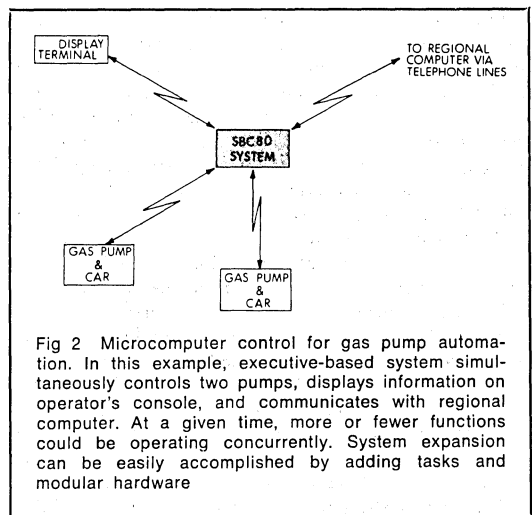 DISPLAY
TERMINAL
TO REGIONAL
COMPUTER VIA
TELEPHONE LINES
SBC80
SYSTEM
GAS PUMP
&
CAR
GAS PUMP
&
CAR
Fig 2 Microcomputer control for gas pump automa-
tion. In this example, executive-based system simul-
taneously controls two pumps, displays information on
operator's console, and communicates with regional
computer. At a given time, more or fewer functions
could be operating concurrently. System expansion
can be easily accomplished by adding tasks and
modular hardware